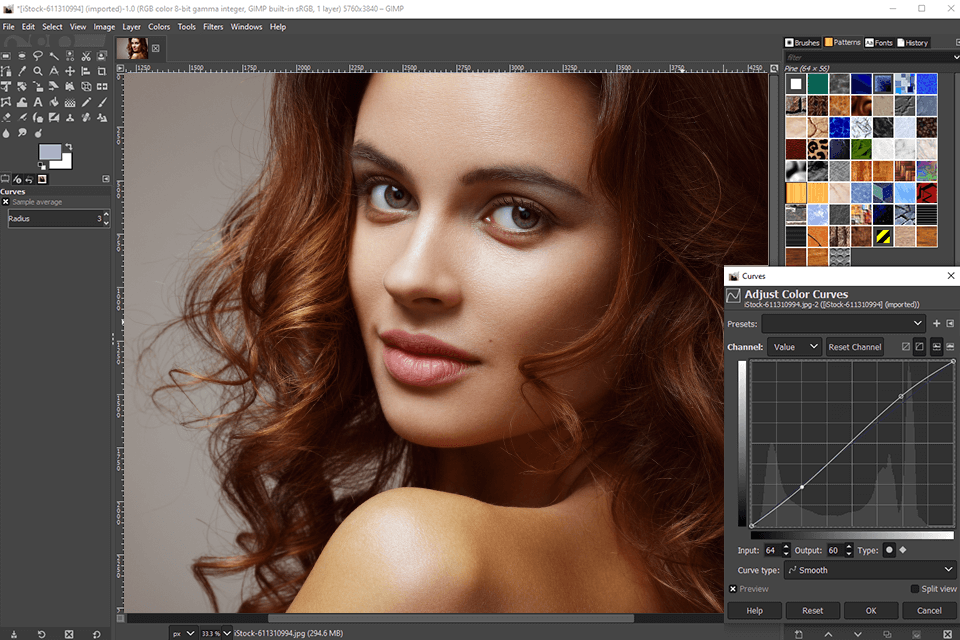 *[iStock-611310994] (imported)-1.0 (RGB color 8-bit gamma integer, GIMP built-in sRGB, 1 layer) 5760x3840 – GIMP
File Edit Select View Image Layer Colors Tools Filters Windows Help
Brushes Patterns Fonts History
filter
Pine (64 × 56)
1250 1500 1750 2000 2250 2500 2750 3000 3250 3500 3750 4250
Curves
Sample average
Radius 3
Curves
Adjust Color Curves
iStock-611310994.jpg-2 ([iStock-611310994] (imported))
Presets:
Channel: Value Reset Channel
Input: 64 Output: 60 Type:
Curve type: Smooth
Preview Split view
Help Reset OK Cancel
px 33.3 % iStock-611310994.jpg (294.6 MB)